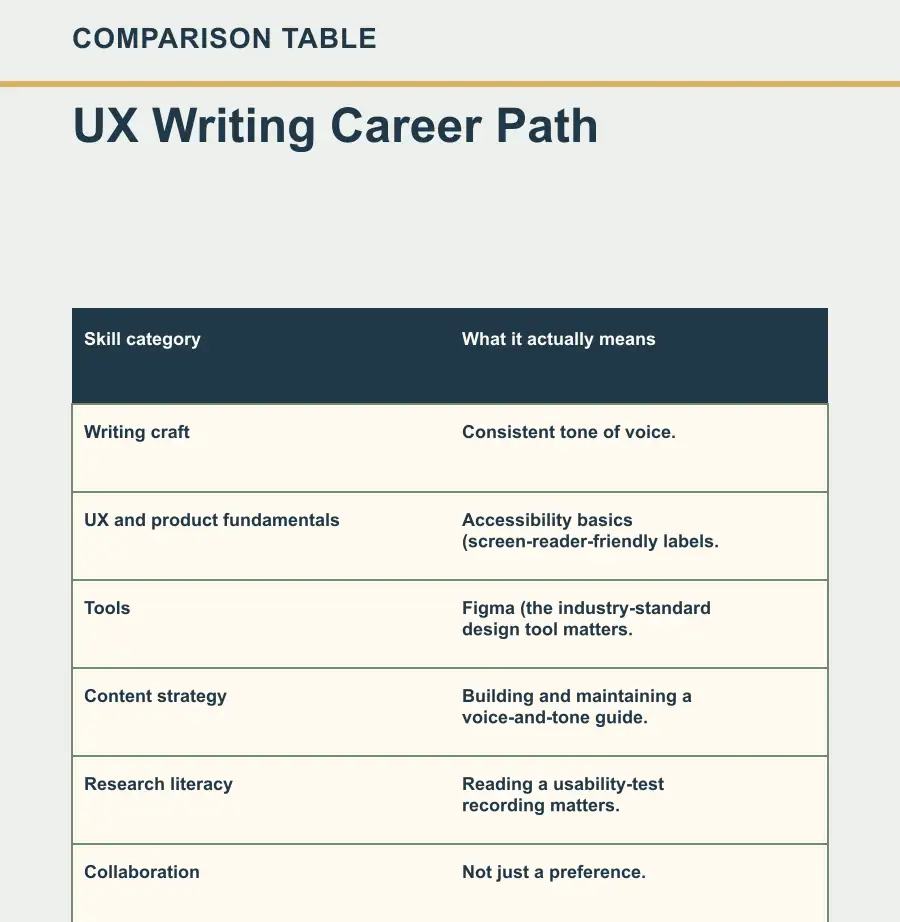 COMPARISON TABLE
UX Writing Career Path
Skill category
What it actually means
Writing craft
Consistent tone of voice.
UX and product fundamentals
Accessibility basics
(screen-reader-friendly labels.
Tools
Figma (the industry-standard
design tool matters.
Content strategy
Building and maintaining a
voice-and-tone guide.
Research literacy
Reading a usability-test
recording matters.
Collaboration
Not just a preference.